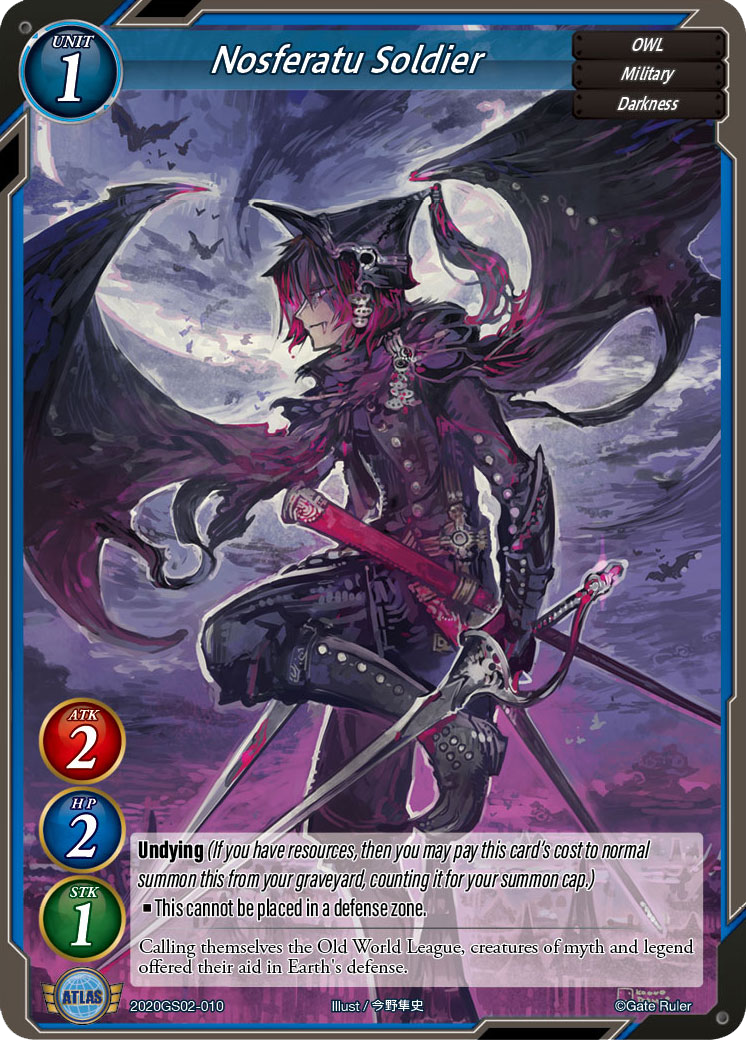 UNIT
1
Nosferatu Soldier
OWL
Military
Darkness
ATK
2
HP
2
STK
1
Undying (If you have resources, then you may pay this card's cost to normal
summon this from your graveyard, counting it for your summon cap.)
■ This cannot be placed in a defense zone.
Calling themselves the Old World League, creatures of myth and legend
offered their aid in Earth's defense.
ATLAS
2020GS02-010
Illust / 今野隼史
©Gate Ruler